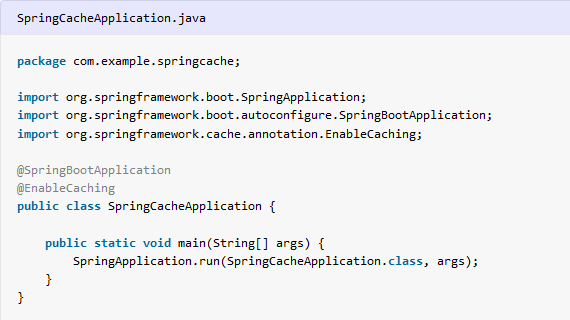 SpringCacheApplication.java
package com.example.springcache;
import org.springframework.boot.SpringApplication;
import org.springframework.boot.autoconfigure.SpringBootApplication;
import org.springframework.cache.annotation.EnableCaching;
@SpringBootApplication
@EnableCaching
public class SpringCacheApplication {
    public static void main(String[] args) {
        SpringApplication.run(SpringCacheApplication.class, args);
    }
}